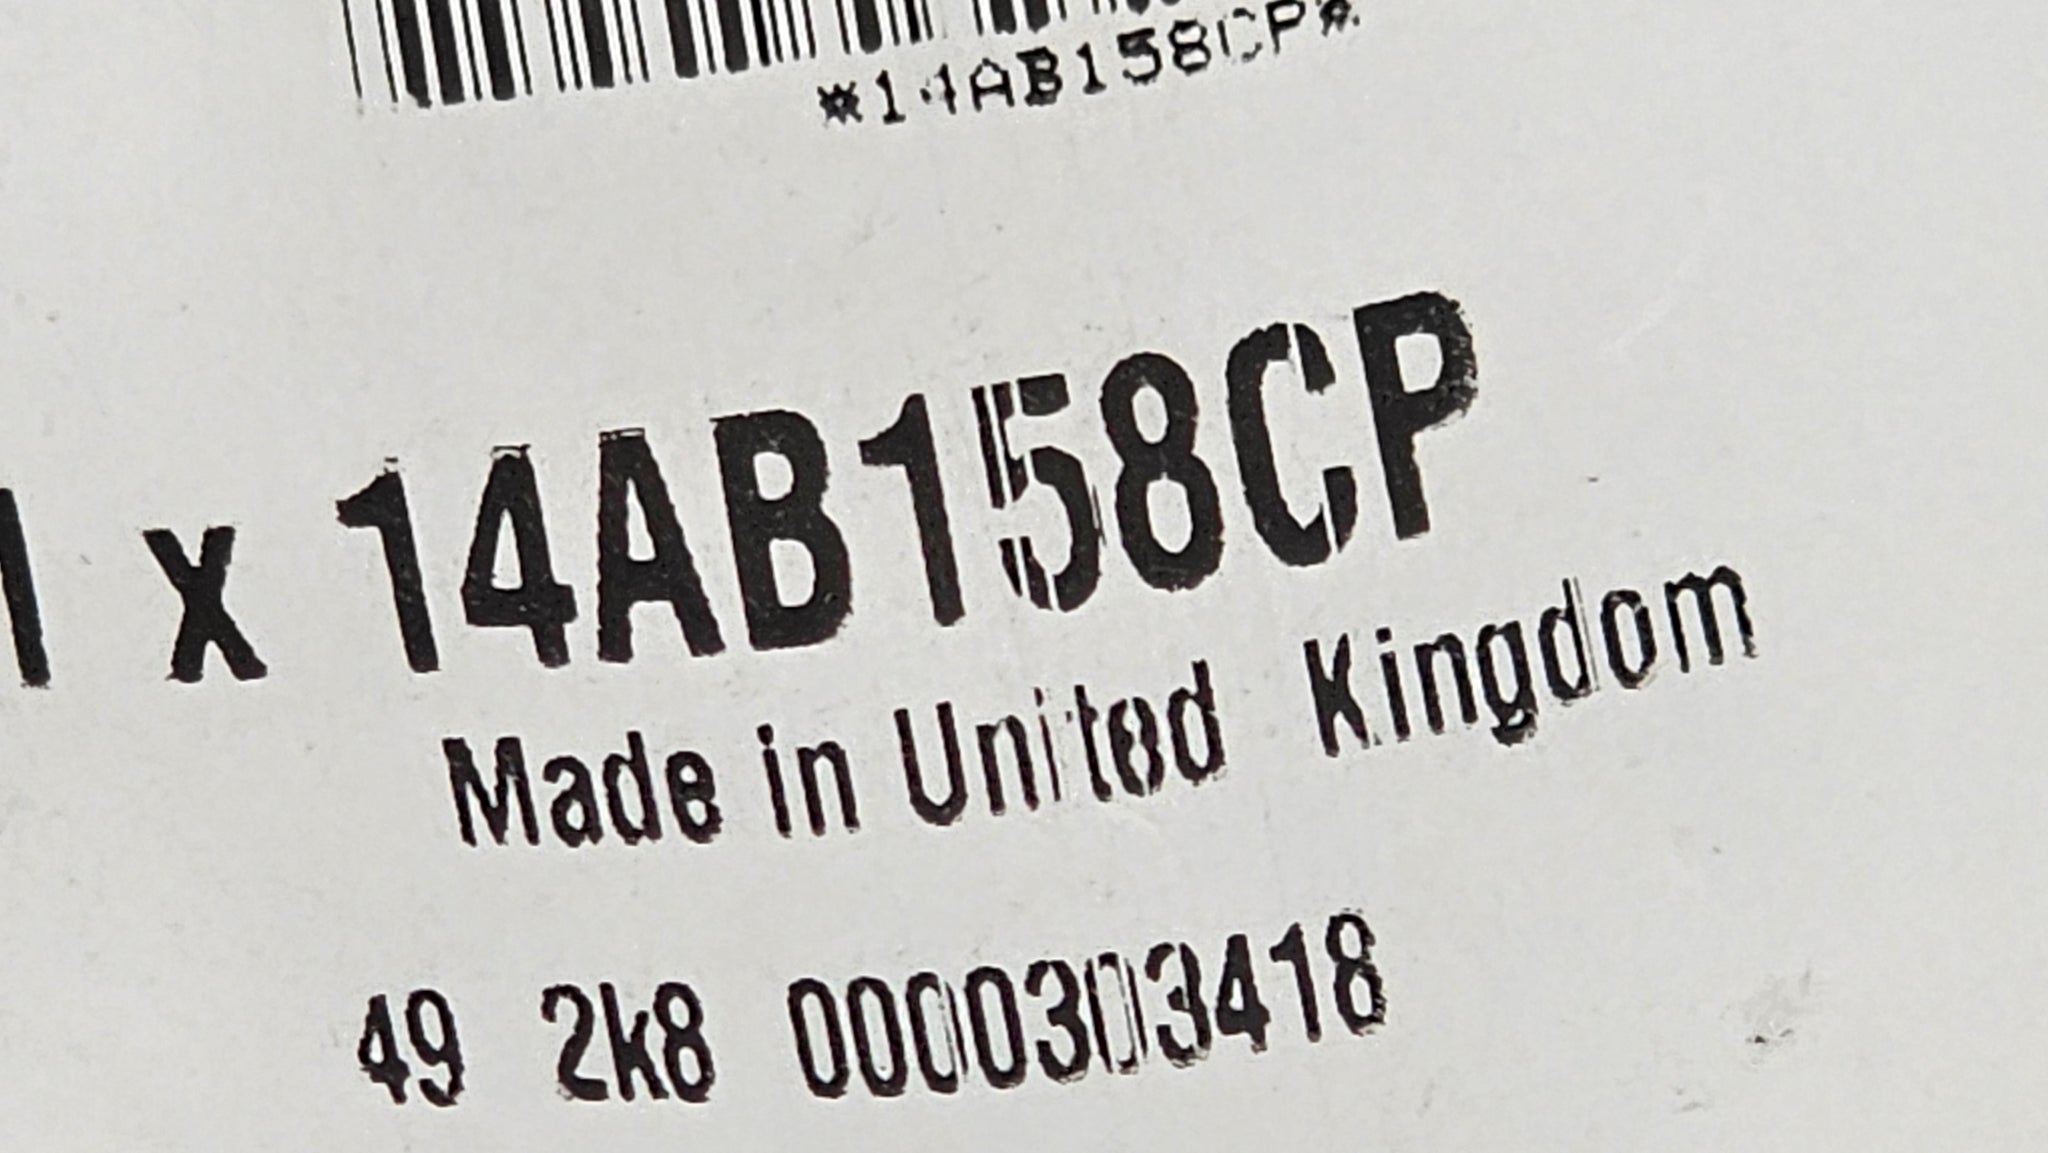 *14AB158CP*
1 x 14AB158CP
Made in United Kingdom
49 2k8 0000303418